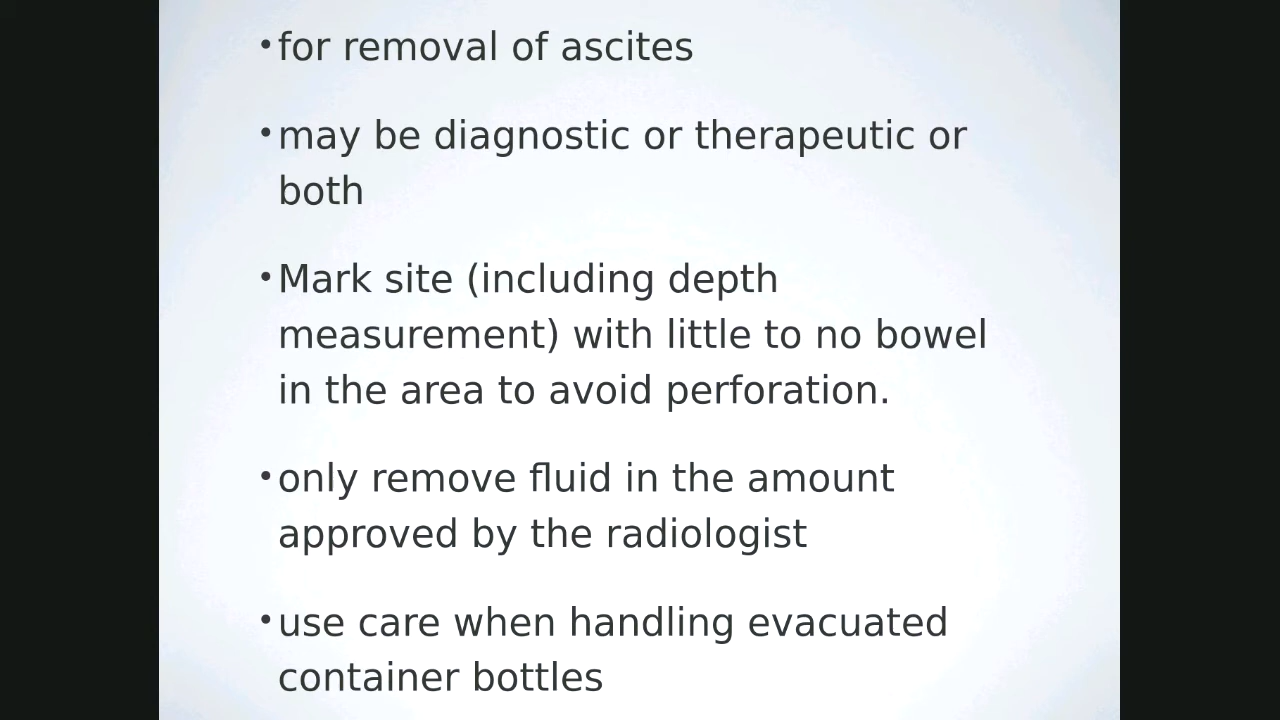 •for removal of ascites
•may be diagnostic or therapeutic or
both
•Mark site (including depth
measurement) with little to no bowel
in the area to avoid perforation.
•only remove fluid in the amount
approved by the radiologist
•use care when handling evacuated
container bottles